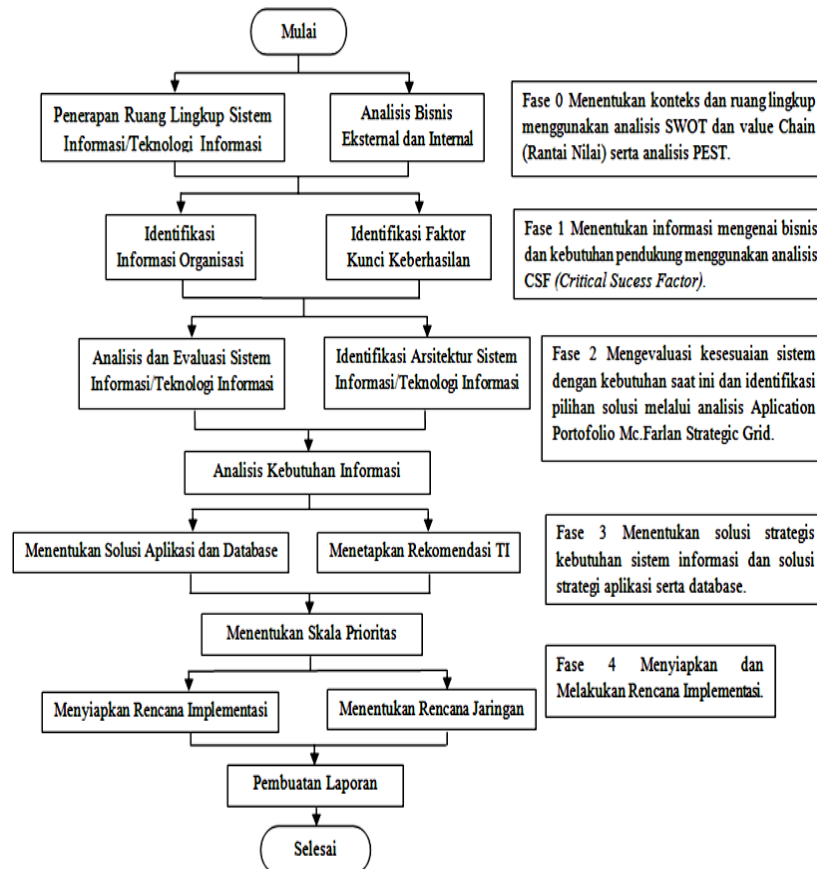 Mulai
Penerapan Ruang Lingkup Sistem
Informasi/Teknologi Informasi
Analisis Bisnis
Eksternal dan Internal
Fase 0 Menentukan konteks dan ruang lingkup
menggunakan analisis SWOT dan value Chain
(Rantai Nilai) serta analisis PEST.
Identifikasi
Informasi Organisasi
Identifikasi Faktor
Kunci Keberhasilan
Fase 1 Menentukan informasi mengenai bisnis
dan kebutuhan pendukung menggunakan analisis
CSF (Critical Sucess Factor).
Analisis dan Evaluasi Sistem
Informasi/Teknologi Informasi
Identifikasi Arsitektur Sistem
Informasi/Teknologi Informasi
Fase 2 Mengevaluasi kesesuaian sistem
dengan kebutuhan saat ini dan identifikasi
pilihan solusi melalui analisis Aplication
Portofolio Mc.Farlan Strategic Grid.
Analisis Kebutuhan Informasi
Menentukan Solusi Aplikasi dan Database
Menetapkan Rekomendasi TI
Fase 3 Menentukan solusi strategis
kebutuhan sistem informasi dan solusi
strategi aplikasi serta database.
Menentukan Skala Prioritas
Fase 4 Menyiapkan dan
Melakukan Rencana Implementasi.
Menyiapkan Rencana Implementasi
Menentukan Rencana Jaringan
Pembuatan Laporan
Selesai